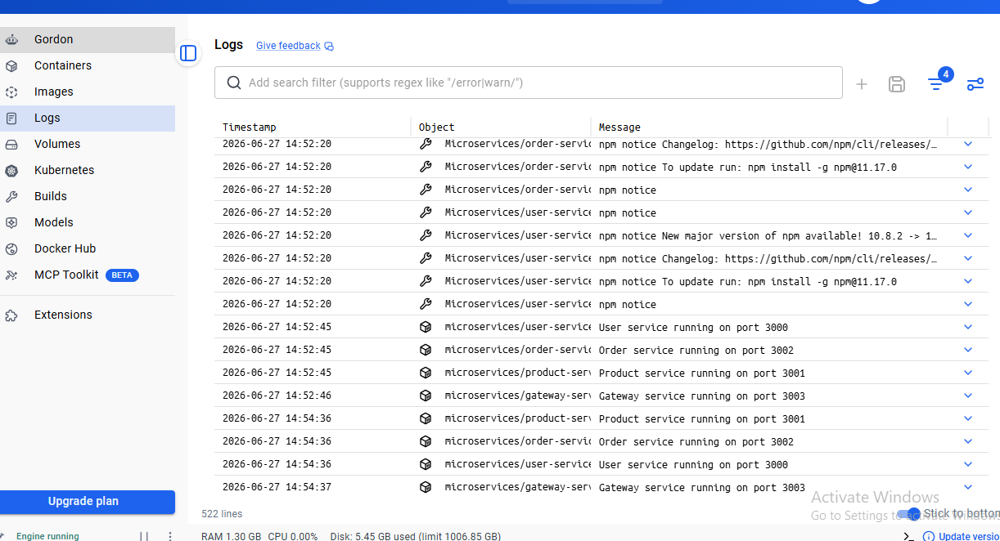 Gordon
Containers
Images
Logs
Volumes
Kubernetes
Builds
Models
Docker Hub
MCP Toolkit BETA
Extensions
Upgrade plan
Engine running
Logs Give feedback
Add search filter (supports regex like "/error|warn/")
4
Timestamp Object Message
2026-06-27 14:52:20 Microservices/order-servic npm notice Changelog: https://github.com/npm/cli/releases/…
2026-06-27 14:52:20 Microservices/order-servic npm notice To update run: npm install -g npm@11.17.0
2026-06-27 14:52:20 Microservices/order-servic npm notice
2026-06-27 14:52:20 Microservices/user-service npm notice
2026-06-27 14:52:20 Microservices/user-service npm notice New major version of npm available! 10.8.2 -> 1…
2026-06-27 14:52:20 Microservices/user-service npm notice Changelog: https://github.com/npm/cli/releases/…
2026-06-27 14:52:20 Microservices/user-service npm notice To update run: npm install -g npm@11.17.0
2026-06-27 14:52:20 Microservices/user-service npm notice
2026-06-27 14:52:45 microservices/user-service User service running on port 3000
2026-06-27 14:52:45 microservices/order-servic Order service running on port 3002
2026-06-27 14:52:45 microservices/product-serv Product service running on port 3001
2026-06-27 14:52:46 microservices/gateway-serv Gateway service running on port 3003
2026-06-27 14:54:36 microservices/product-serv Product service running on port 3001
2026-06-27 14:54:36 microservices/order-servic Order service running on port 3002
2026-06-27 14:54:36 microservices/user-service User service running on port 3000
2026-06-27 14:54:37 microservices/gateway-serv Gateway service running on port 3003
522 lines
Stick to bottom
Activate Windows
Go to Settings to activate Windows
RAM 1.30 GB CPU 0.00% Disk: 5.45 GB used (limit 1006.85 GB)
Update versio